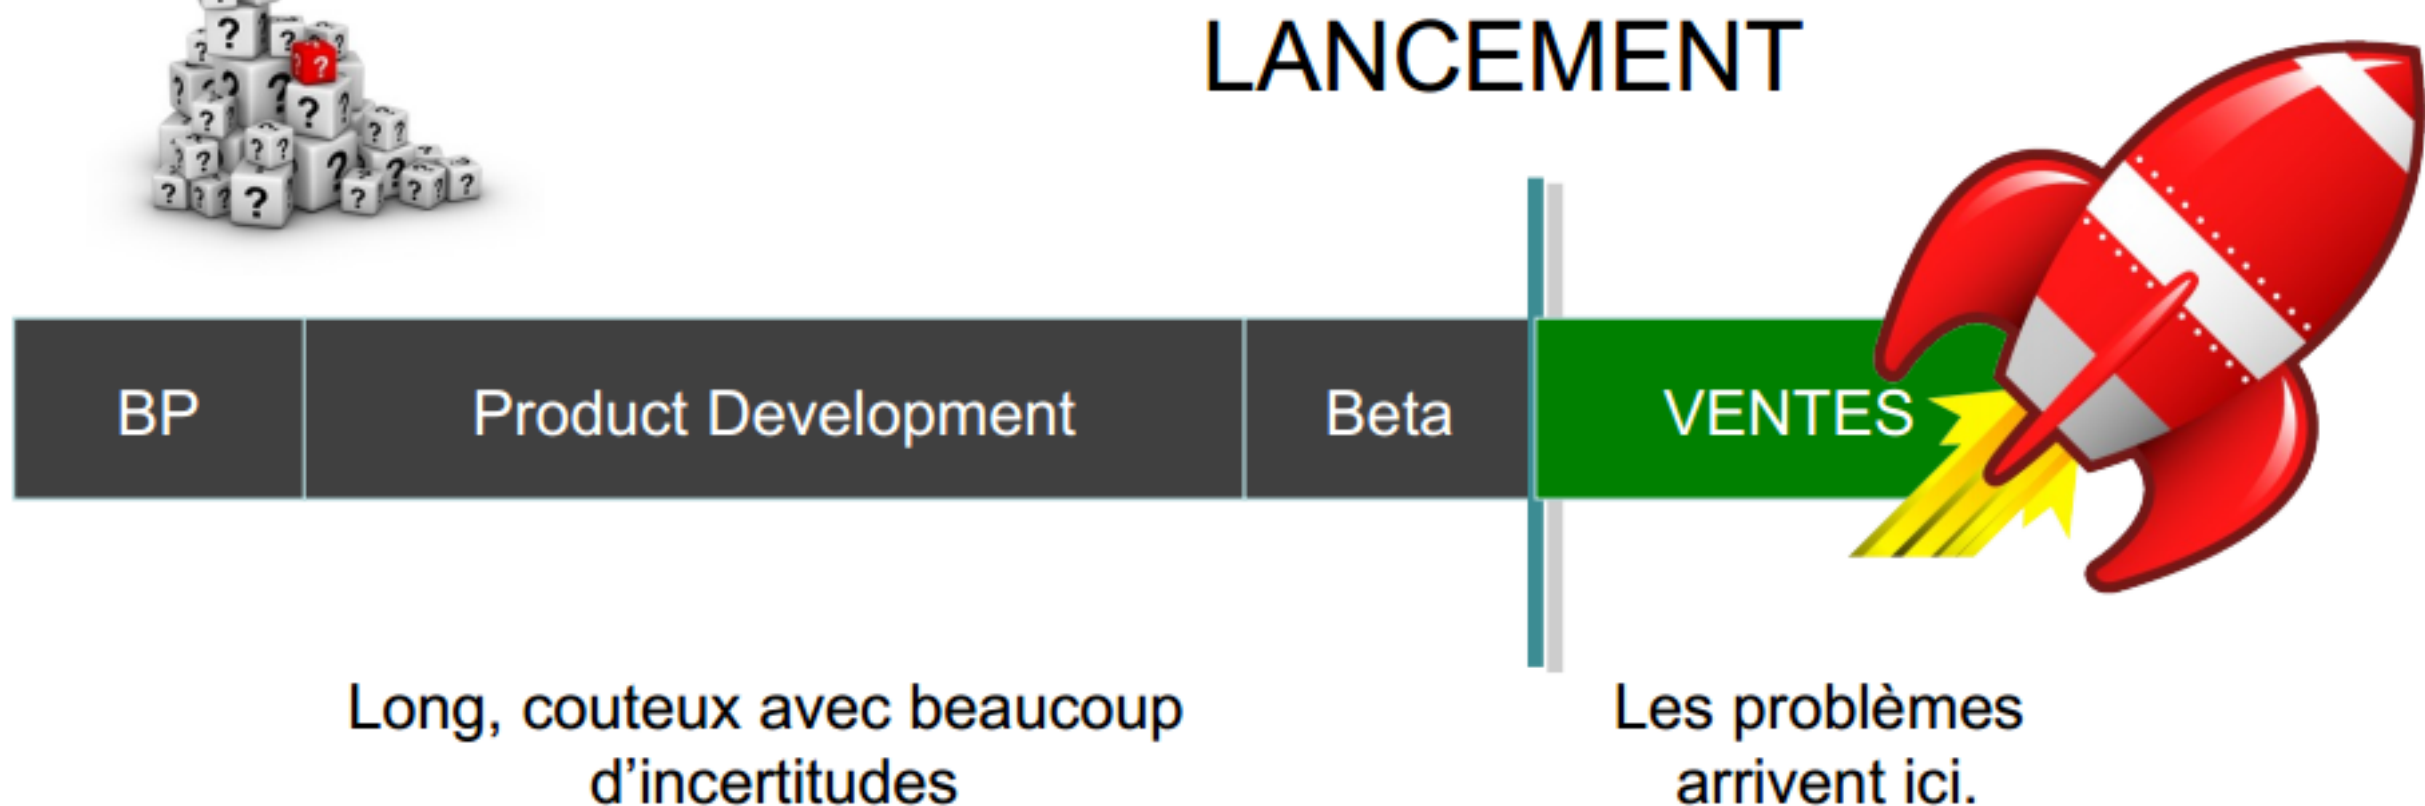 LANCEMENT
BP
Product Development
Beta
VENTES
Long, couteux avec beaucoup
d’incertitudes
Les problèmes
arrivent ici.